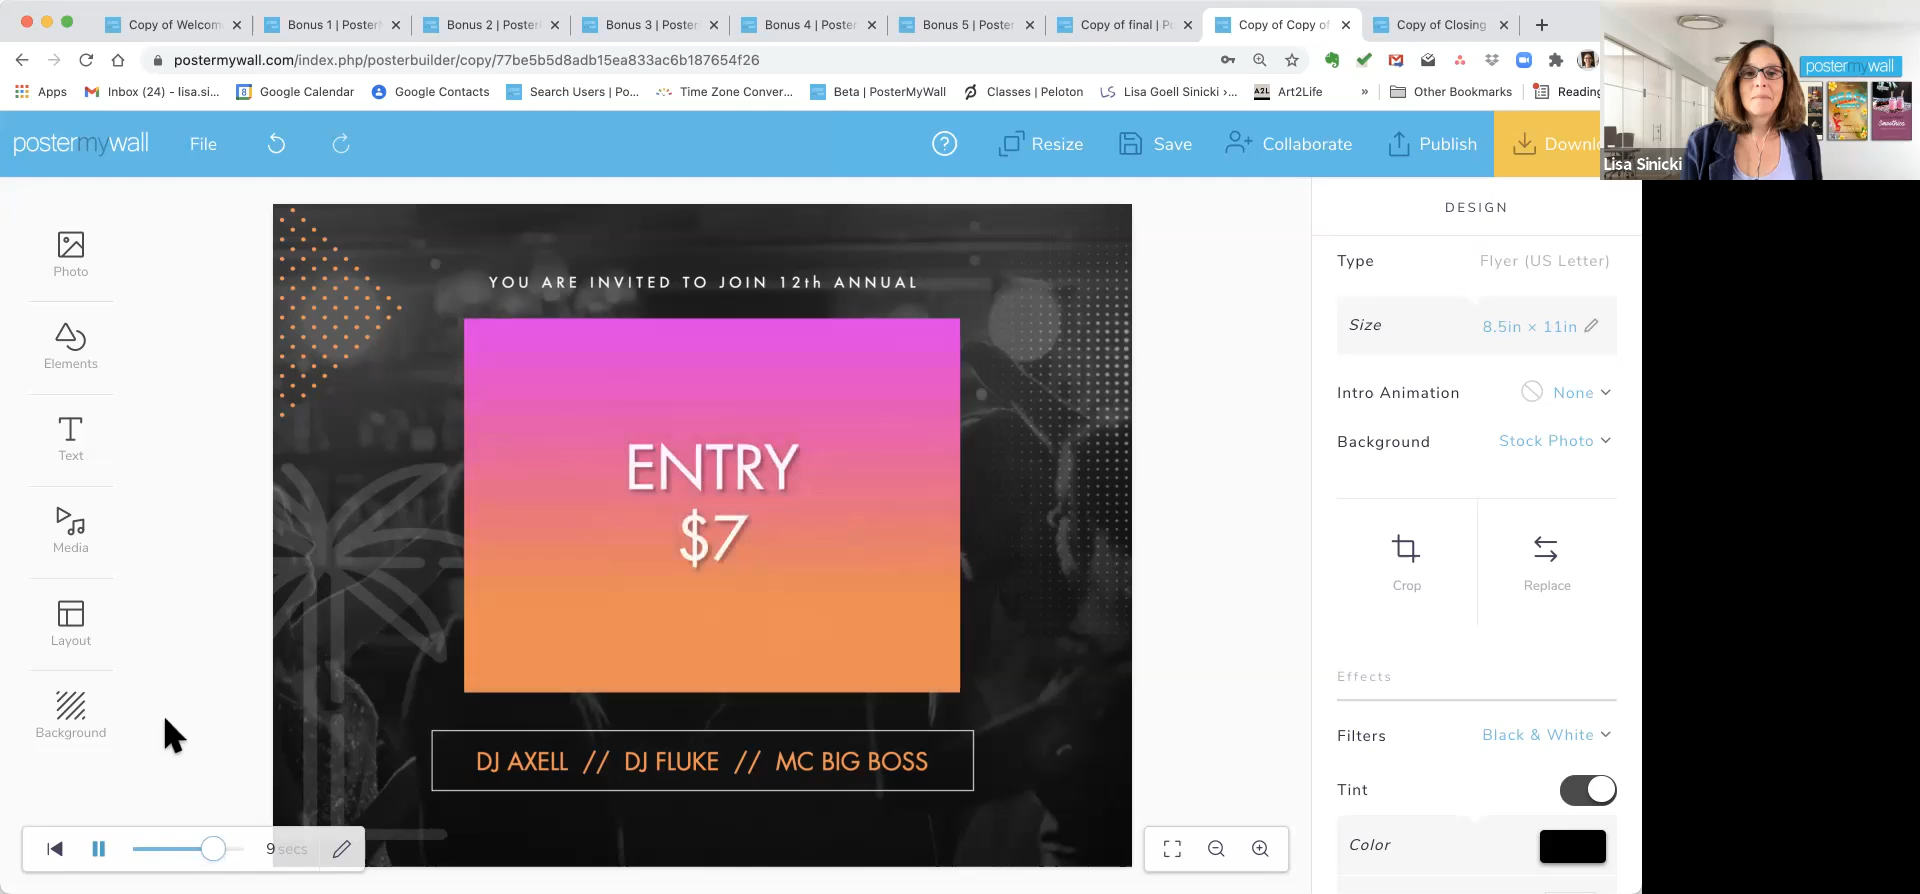 Copy of Welcom
Bonus 1 | Poster
Bonus 2 | Poster
Bonus 3 | Poster
Bonus 4 | Poster
Bonus 5 | Poster
Copy of final | Po
Copy of Copy of
Copy of Closing
postermywall.com/index.php/posterbuilder/copy/77be5b5d8adb15ea833ac6b187654f26
Apps
Inbox (24) - lisa.si...
8
Google Calendar
Google Contacts
Search Users | Po...
Time Zone Conver...
Beta | PosterMyWall
Classes | Peloton
LS
Lisa Goell Sinicki ›...
A2L
Art2Life
»
Other Bookmarks
Reading
postermywall
Smoothies
Lisa Sinicki
postermywall
File
?
Resize
Save
Collaborate
Publish
Downl
Photo
Elements
Text
Media
Layout
Background
YOU ARE INVITED TO JOIN 12th ANNUAL
ENTRY
$7
DJ AXELL // DJ FLUKE // MC BIG BOSS
9 secs
DESIGN
Type
Flyer (US Letter)
Size
8.5in × 11in
Intro Animation
None
Background
Stock Photo
Crop
Replace
Effects
Filters
Black & White
Tint
Color